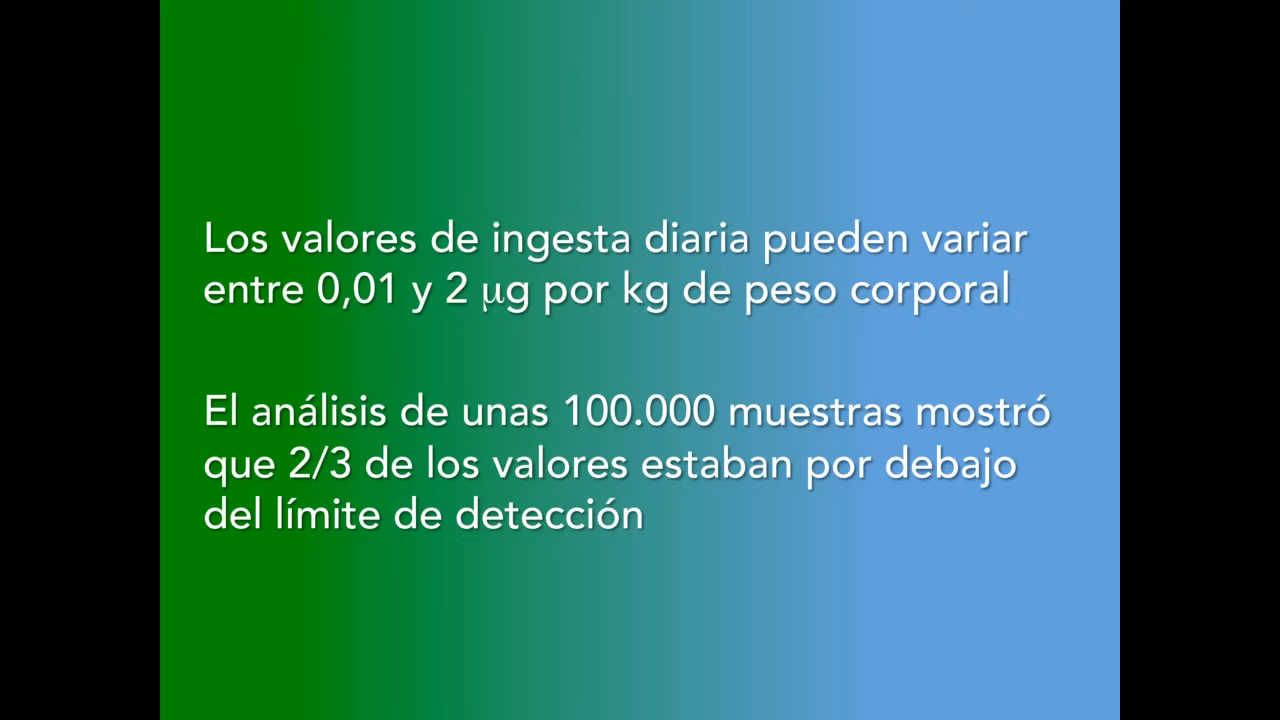 Los valores de ingesta diaria pueden variar
entre 0,01 y 2 μg por kg de peso corporal
El análisis de unas 100.000 muestras mostró
que 2/3 de los valores estaban por debajo
del límite de detección